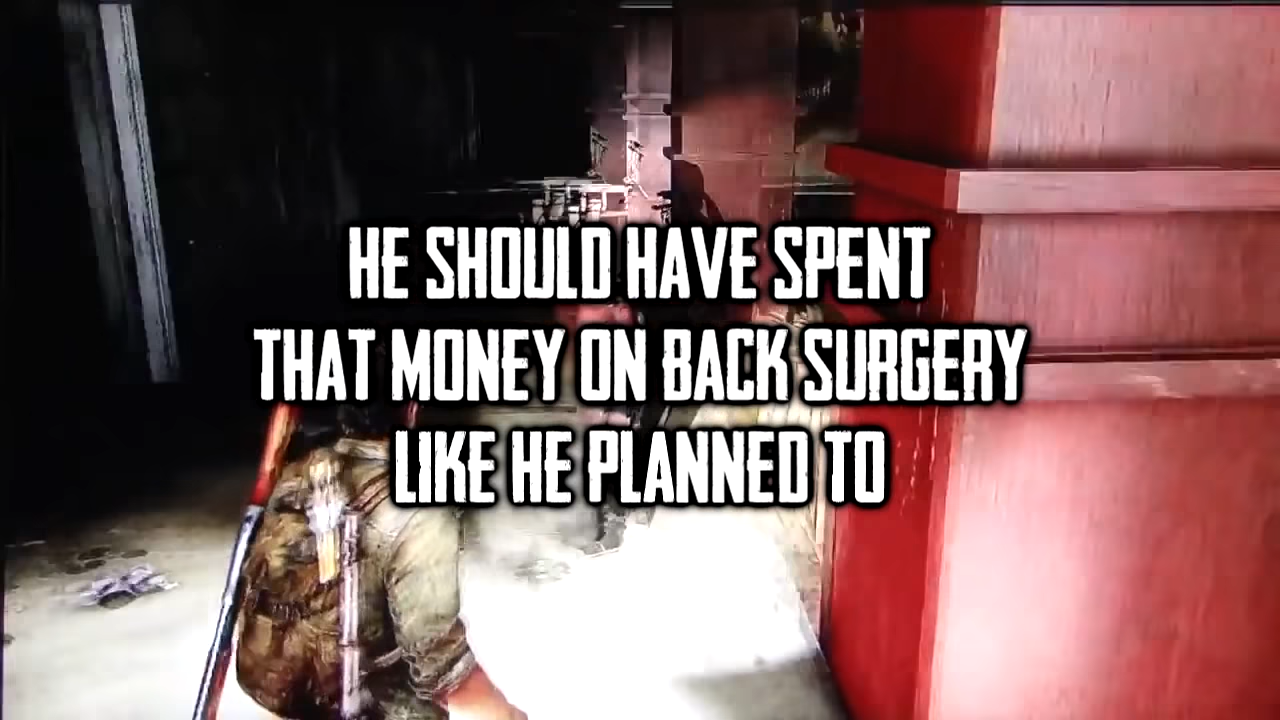 HE SHOULD HAVE SPENT
THAT MONEY ON BACK SURGERY
LIKE HE PLANNED TO